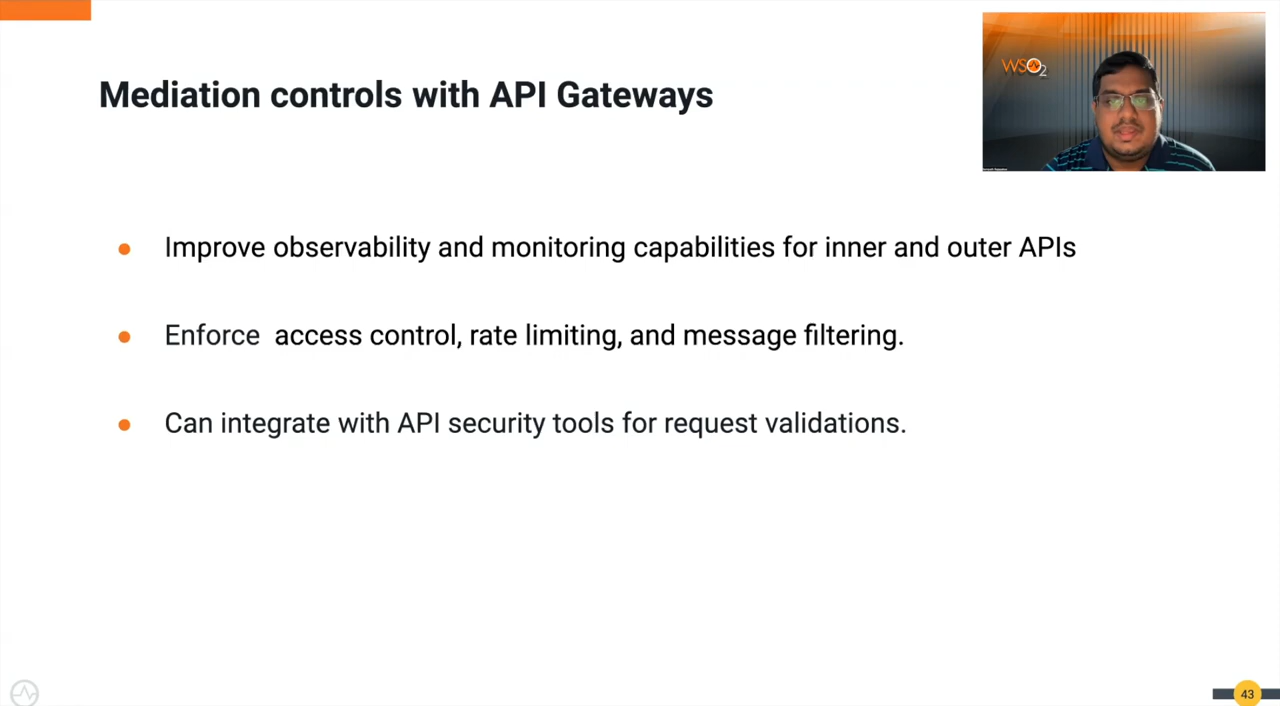 Mediation controls with API Gateways
WSO2
Improve observability and monitoring capabilities for inner and outer APIs
Enforce access control, rate limiting, and message filtering.
Can integrate with API security tools for request validations.
43